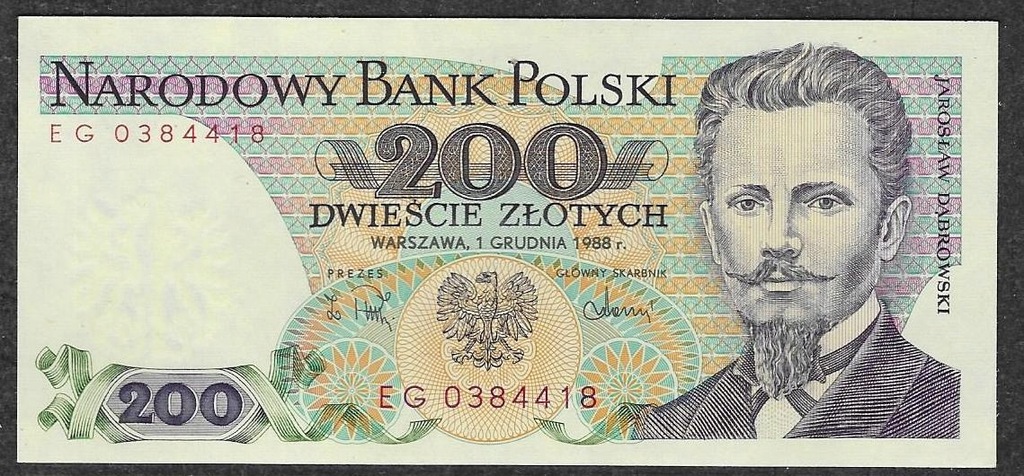 NARODOWY BANK POLSKI
EG 0384418
200
DWIEŚCIE ZŁOTYCH
WARSZAWA, 1 GRUDNIA 1988 r.
PREZES
GŁÓWNY SKARBNIK
EG 0384418
200
JAROSŁAW DĄBROWSKI